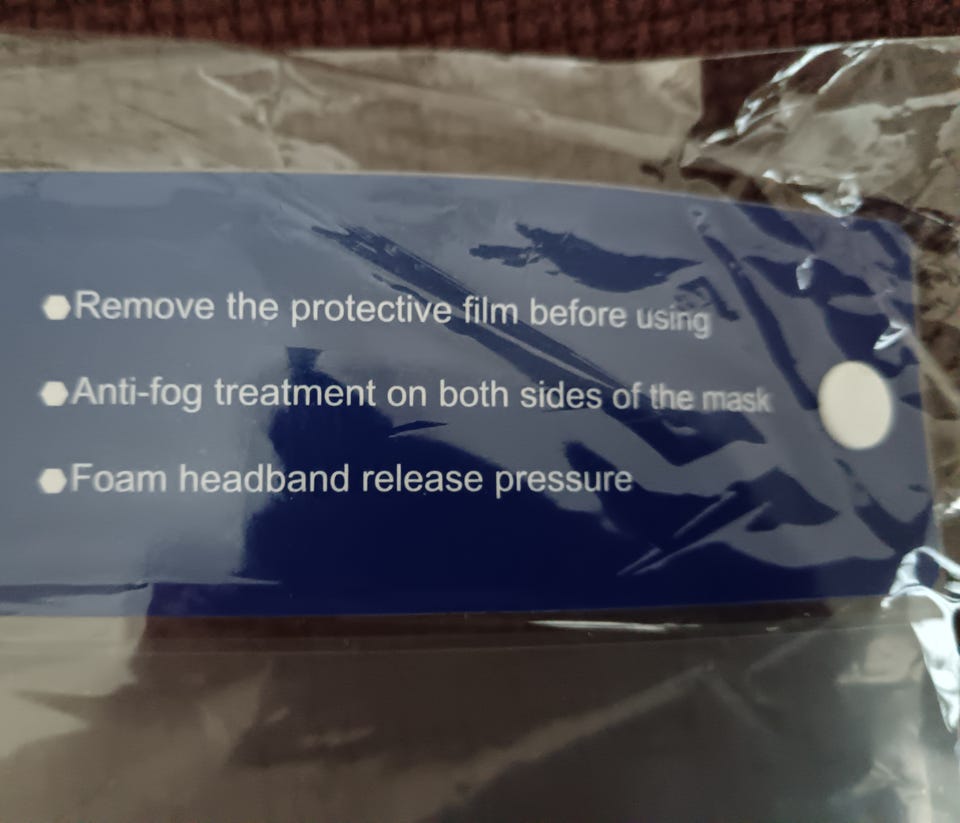 Remove the protective film before using
Anti-fog treatment on both sides of the mask
Foam headband release pressure